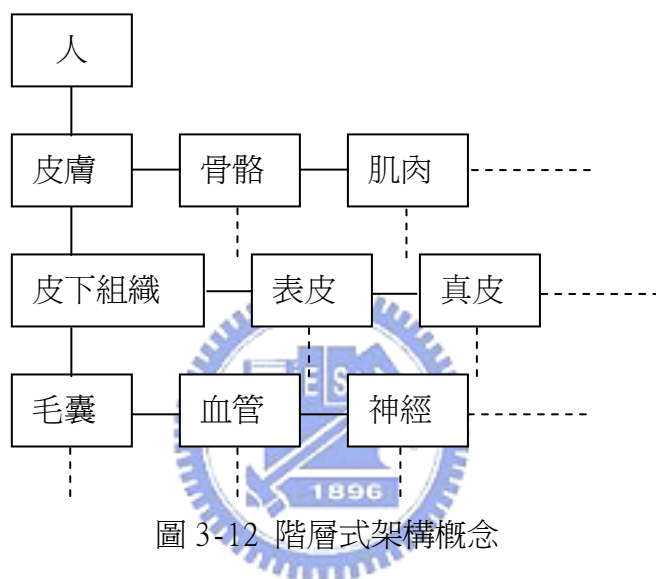 人
皮膚 骨骼 肌肉
皮下組織 表皮 真皮
毛囊 血管 神經
E S
1896
圖 3-12 階層式架構概念